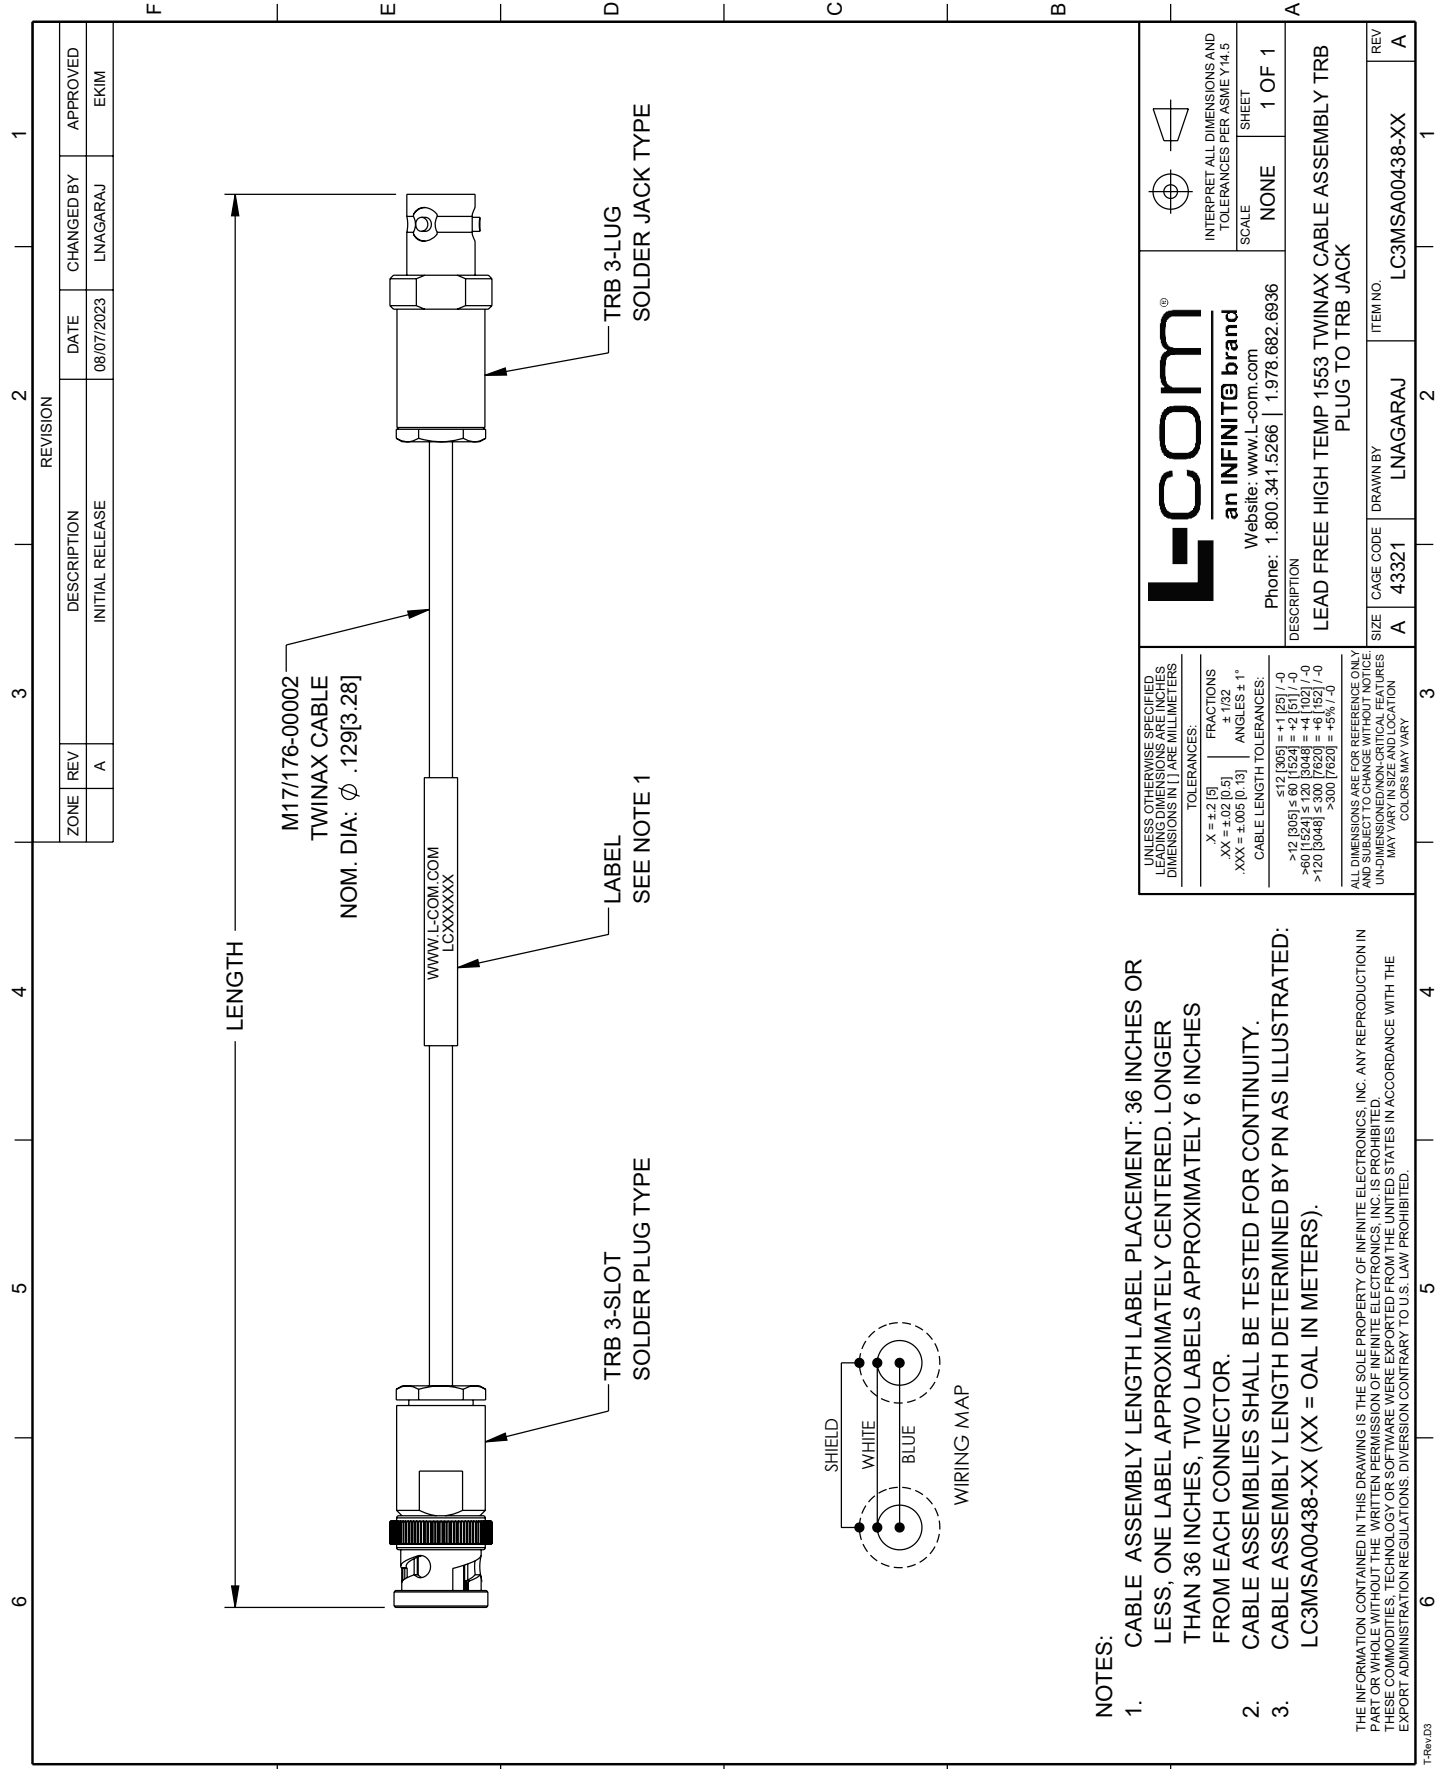 6
5
4
3
2
1
F
E
D
C
B
A
REVISION
ZONE REV DESCRIPTION DATE CHANGED BY APPROVED
A INITIAL RELEASE 08/07/2023 LNAGARAJ EKIM
LENGTH
M17/176-00002
TWINAX CABLE
NOM. DIA: Ø .129[3.28]
WWW.L-COM.COM
LCXXXXXX
TRB 3-SLOT
SOLDER PLUG TYPE
LABEL
SEE NOTE 1
TRB 3-LUG
SOLDER JACK TYPE
SHIELD
WHITE
BLUE
WIRING MAP
NOTES:
1. CABLE ASSEMBLY LENGTH LABEL PLACEMENT: 36 INCHES OR
LESS, ONE LABEL APPROXIMATELY CENTERED. LONGER
THAN 36 INCHES, TWO LABELS APPROXIMATELY 6 INCHES
FROM EACH CONNECTOR.
2. CABLE ASSEMBLIES SHALL BE TESTED FOR CONTINUITY.
3. CABLE ASSEMBLY LENGTH DETERMINED BY PN AS ILLUSTRATED:
LC3MSA00438-XX (XX = OAL IN METERS).
THE INFORMATION CONTAINED IN THIS DRAWING IS THE SOLE PROPERTY OF INFINITE ELECTRONICS, INC. ANY REPRODUCTION IN
PART OR WHOLE WITHOUT THE WRITTEN PERMISSION OF INFINITE ELECTRONICS, INC. IS PROHIBITED.
THESE COMMODITIES, TECHNOLOGY OR SOFTWARE WERE EXPORTED FROM THE UNITED STATES IN ACCORDANCE WITH THE
EXPORT ADMINISTRATION REGULATIONS. DIVERSION CONTRARY TO U.S. LAW PROHIBITED.
UNLESS OTHERWISE SPECIFIED
LEADING DIMENSIONS ARE INCHES
DIMENSIONS IN [ ] ARE MILLIMETERS
TOLERANCES:
.X = ±.2 [5] FRACTIONS
.XX = ±.02 [0.5] ± 1/32
.XXX = ±.005 [0.13] ANGLES ± 1°
CABLE LENGTH TOLERANCES:
≤12 [305] = +1 [25] / -0
>12 [305] ≤ 60 [1524] = +2 [51] / -0
>60 [1524] ≤ 120 [3048] = +4 [102] / -0
>120 [3048] ≤ 300 [7620] = +6 [152] / -0
>300 [7620] = +5% / -0
ALL DIMENSIONS ARE FOR REFERENCE ONLY
AND SUBJECT TO CHANGE WITHOUT NOTICE.
UN-DIMENSIONED/NON-CRITICAL FEATURES
MAY VARY IN SIZE AND LOCATION
COLORS MAY VARY
L-com®
an INFINITE brand
Website: www.L-com.com
Phone: 1.800.341.5266 | 1.978.682.6936
INTERPRET ALL DIMENSIONS AND
TOLERANCES PER ASME Y14.5
SCALE SHEET
NONE 1 OF 1
DESCRIPTION
LEAD FREE HIGH TEMP 1553 TWINAX CABLE ASSEMBLY TRB
PLUG TO TRB JACK
SIZE CAGE CODE DRAWN BY ITEM NO. REV
A 43321 LNAGARAJ LC3MSA00438-XX A
T-Rev.D3
6
5
4
3
2
1